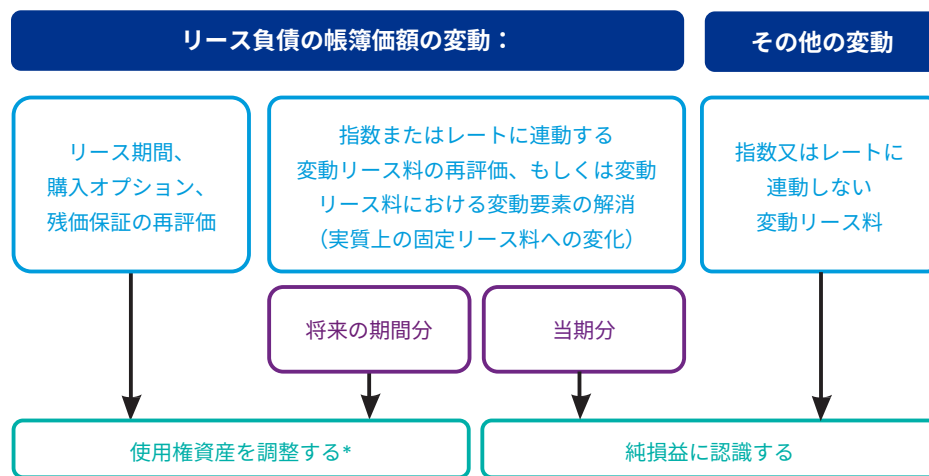 リース負債の帳簿価額の変動：
その他の変動
リース期間、
購入オプション、
残価保証の再評価
指数またはレートに連動する
変動リース料の再評価、もしくは変動
リース料における変動要素の解消
（実質上の固定リース料への変化）
指数又はレートに
連動しない
変動リース料
将来の期間分
当期分
使用権資産を調整する*
純損益に認識する